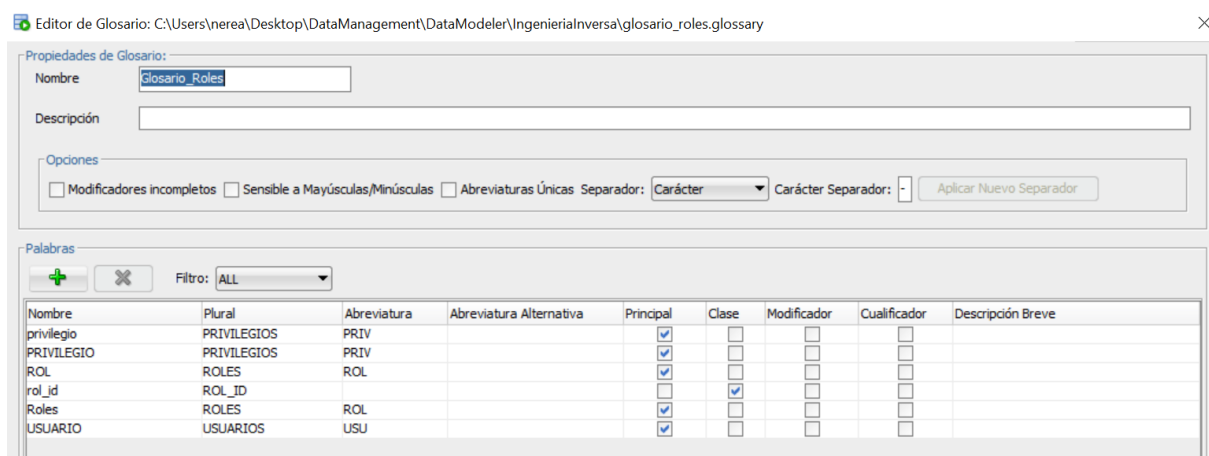 Editor de Glosario: C:\Users\nerea\Desktop\DataManagement\DataModeler\IngenieriaInversa\glosario_roles.glossary
Propiedades de Glosario:
Nombre Glosario_Roles
Descripción
Opciones
Modificadores incompletos Sensible a Mayúsculas/Minúsculas Abreviaturas Únicas Separador: Carácter Carácter Separador: - Aplicar Nuevo Separador
Palabras
Filtro: ALL
Nombre Plural Abreviatura Abreviatura Alternativa Principal Clase Modificador Cualificador Descripción Breve
privilegio PRIVILEGIOS PRIV
PRIVILEGIO PRIVILEGIOS PRIV
ROL ROLES ROL
rol_id ROL_ID
Roles ROLES ROL
USUARIO USUARIOS USU